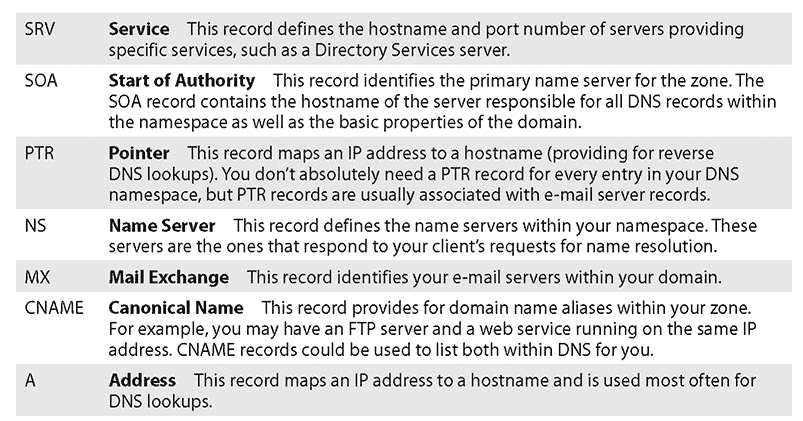 SRV Service This record defines the hostname and port number of servers providing
specific services, such as a Directory Services server.
SOA Start of Authority This record identifies the primary name server for the zone. The
SOA record contains the hostname of the server responsible for all DNS records within
the namespace as well as the basic properties of the domain.
PTR Pointer This record maps an IP address to a hostname (providing for reverse
DNS lookups). You don’t absolutely need a PTR record for every entry in your DNS
namespace, but PTR records are usually associated with e-mail server records.
NS Name Server This record defines the name servers within your namespace. These
servers are the ones that respond to your client’s requests for name resolution.
MX Mail Exchange This record identifies your e-mail servers within your domain.
CNAME Canonical Name This record provides for domain name aliases within your zone.
For example, you may have an FTP server and a web service running on the same IP
address. CNAME records could be used to list both within DNS for you.
A Address This record maps an IP address to a hostname and is used most often for
DNS lookups.